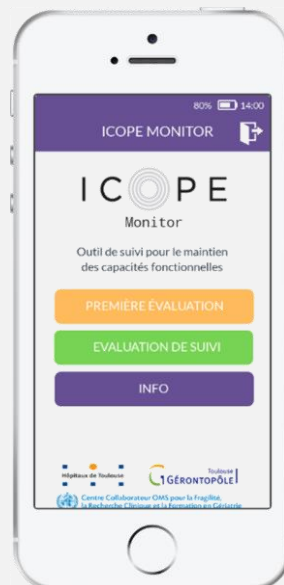 80% 14:00
ICOPE MONITOR
ICOPE
Monitor
Outil de suivi pour le maintien
des capacités fonctionnelles
PREMIÈRE ÉVALUATION
EVALUATION DE SUIVI
INFO
Hôpitaux de Toulouse
Toulouse
GÉRONTOPÔLE
Centre Collaborateur OMS pour la Fragilité,
la Recherche Clinique et la Formation en Gériatrie